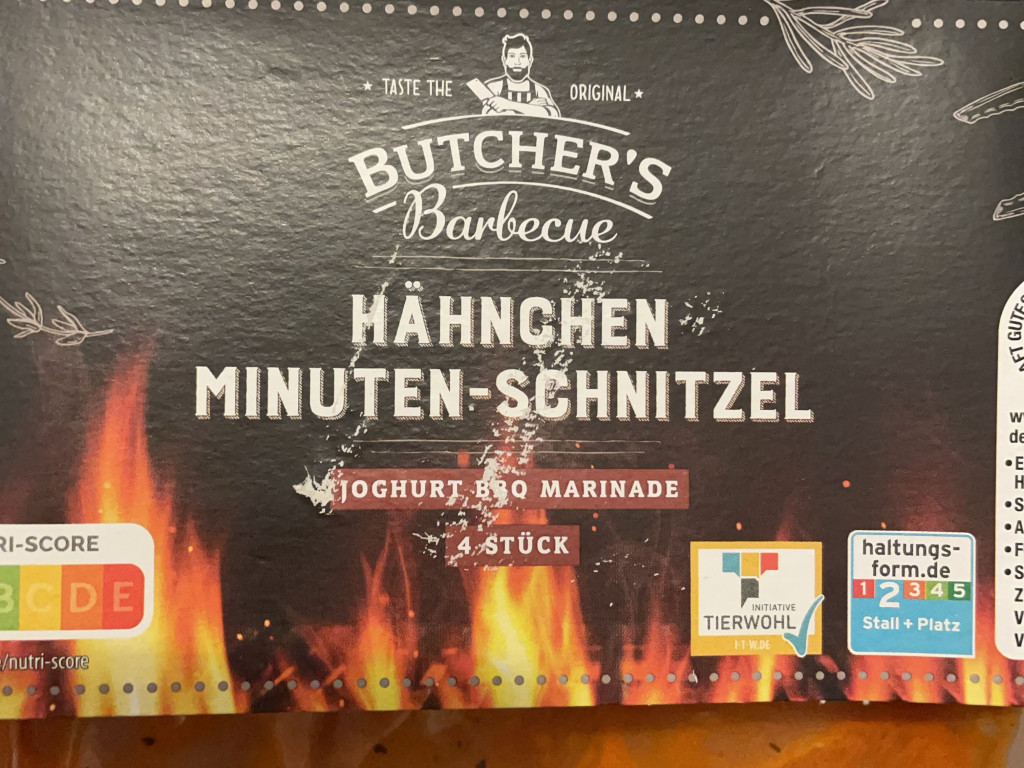 TASTE THE ORIGINAL
BUTCHER'S
Barbecue
HÄHNCHEN
MINUTEN-SCHNITZEL
JOGHURT BBQ MARINADE
4 STÜCK
RI-SCORE
B C D E
/nutri-score
INITIATIVE
TIERWOHL
I-T-W.DE
haltungs-
form.de
1 2 3 4 5
Stall + Platz